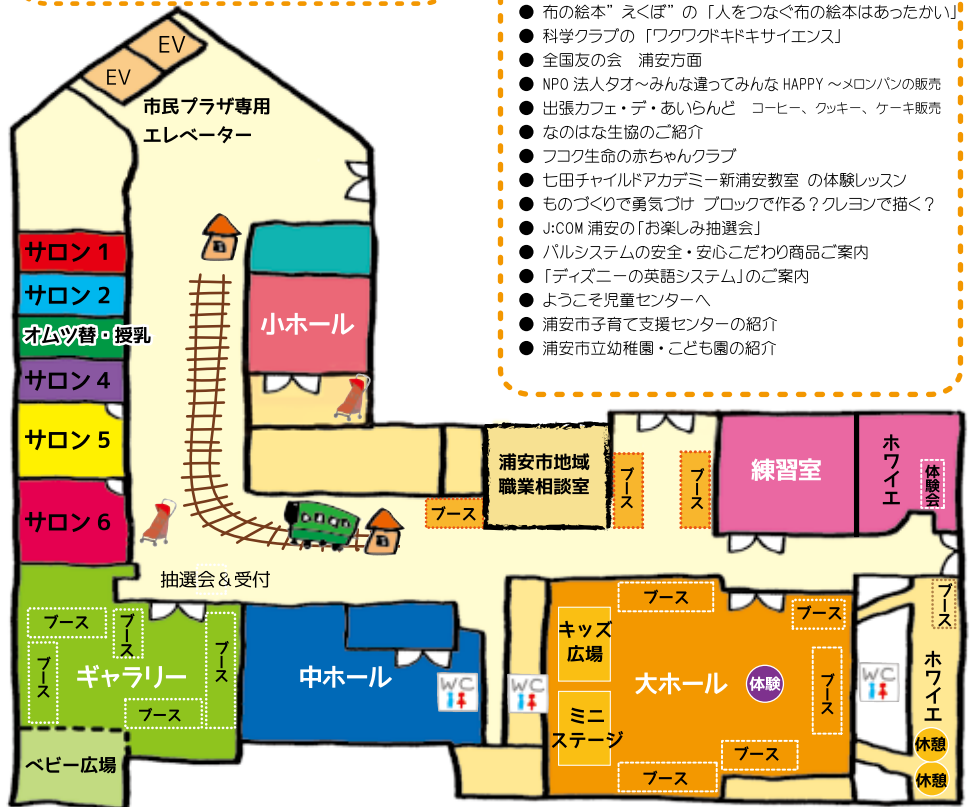 ● 布の絵本”えくぼ”の「人をつなぐ布の絵本はあったかい」
● 科学クラブの「ワクワクドキドキサイエンス」
● 全国友の会　浦安方面
● NPO法人タオ～みんな違ってみんなHAPPY～メロンパンの販売
● 出張カフェ・デ・あいらんど　コーヒー、クッキー、ケーキ販売
● なのはな生協のご紹介
● フコク生命の赤ちゃんクラブ
● 七田チャイルドアカデミー新浦安教室 の体験レッスン
● ものづくりで勇気づけ ブロックで作る？クレヨンで描く？
● J:COM浦安の「お楽しみ抽選会」
● パルシステムの安全・安心こだわり商品ご案内
● 「ディズニーの英語システム」のご案内
● ようこそ児童センターへ
● 浦安市子育て支援センターの紹介
● 浦安市立幼稚園・こども園の紹介
EV
EV
市民プラザ専用
エレベーター
サロン1
サロン2
オムツ替・授乳
サロン4
サロン5
サロン6
小ホール
浦安市地域
職業相談室
ブース
ブース
ブース
練習室
ホワイエ
体験会
抽選会＆受付
ギャラリー
ブース
ブース
ブース
ブース
ブース
ベビー広場
中ホール
WC
WC
キッズ
広場
ミニ
ステージ
大ホール
体験
ブース
ブース
ブース
ブース
ブース
WC
ブース
ホワイエ
休憩
休憩